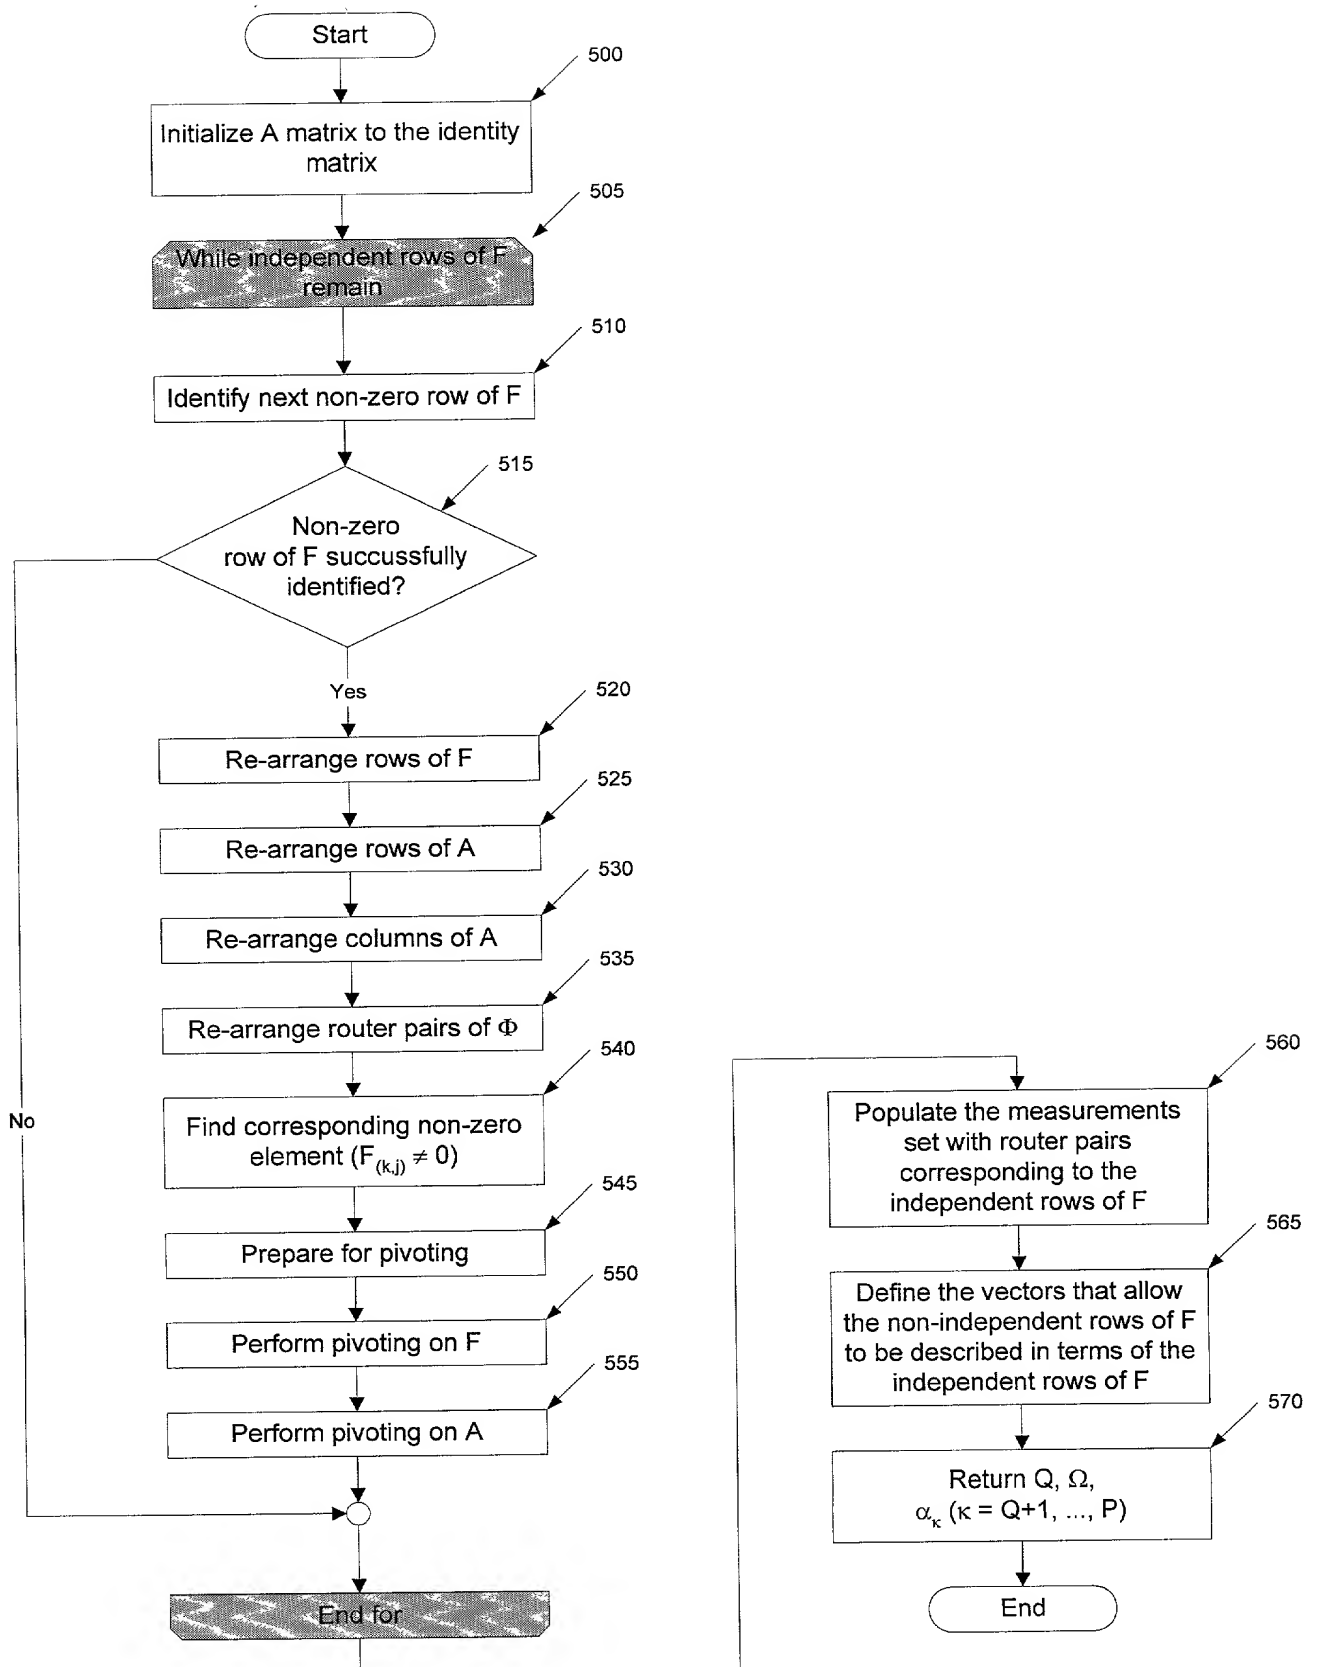 Start
500
Initialize A matrix to the identity
matrix
505
While independent rows of F
remain
510
Identify next non-zero row of F
515
Non-zero
row of F succussfully
identified?
Yes
No
520
Re-arrange rows of F
525
Re-arrange rows of A
530
Re-arrange columns of A
535
Re-arrange router pairs of Φ
540
Find corresponding non-zero
element (F(k,j) ≠ 0)
545
Prepare for pivoting
550
Perform pivoting on F
555
Perform pivoting on A
End for
560
Populate the measurements
set with router pairs
corresponding to the
independent rows of F
565
Define the vectors that allow
the non-independent rows of F
to be described in terms of the
independent rows of F
570
Return Q, Ω,
ακ (κ = Q+1, ..., P)
End